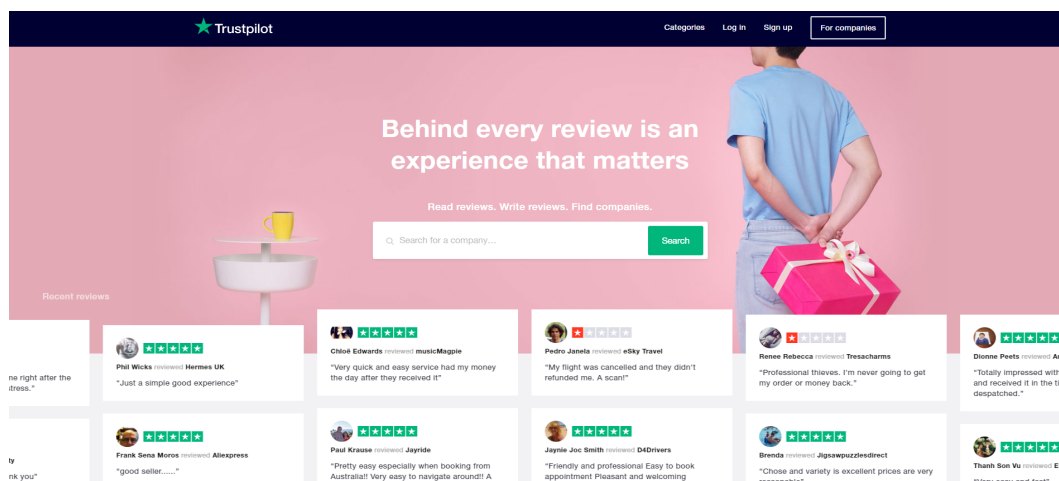 Trustpilot
Categories
Log in
Sign up
For companies
Behind every review is an
experience that matters
Read reviews. Write reviews. Find companies.
Search for a company...
Search
Recent reviews
me right after the
stress."
Phil Wicks reviewed Hermes UK
"Just a simple good experience"
Chloë Edwards reviewed musicMagpie
"Very quick and easy service had my money
the day after they received it"
Pedro Janela reviewed eSky Travel
"My flight was cancelled and they didn't
refunded me. A scan!"
Renee Rebecca reviewed Tresacharms
"Professional thieves. I'm never going to get
my order or money back."
Dionne Peets reviewed
"Totally impressed with
and received it in the
despatched."
nk you"
Frank Sena Moros reviewed Aliexpress
"good seller......"
Paul Krause reviewed Jayride
"Pretty easy especially when booking from
Australia!! Very easy to navigate around!! A
Jaynie Joc Smith reviewed D4Drivers
"Friendly and professional Easy to book
appointment Pleasant and welcoming
Brenda reviewed Jigsawpuzzlesdirect
"Chose and variety is excellent prices are very
Thanh Son Vu reviewed